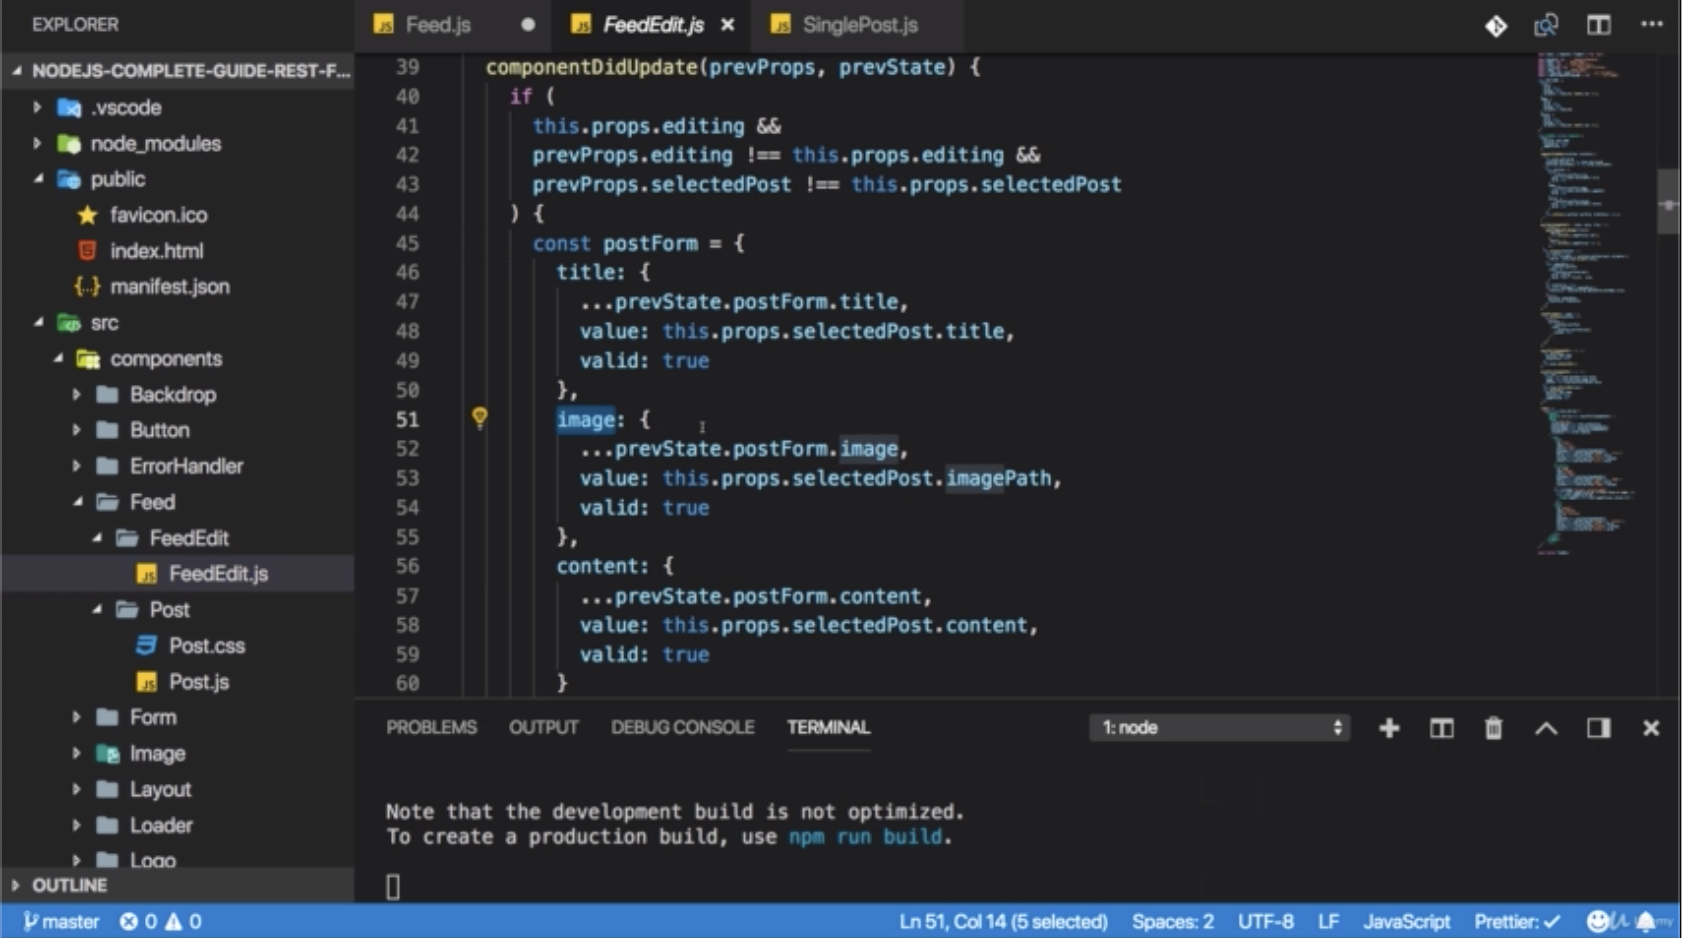 EXPLORER
NODEJS-COMPLETE-GUIDE-REST-F...
.vscode
node_modules
public
favicon.ico
index.html
{..} manifest.json
src
components
Backdrop
Button
ErrorHandler
Feed
FeedEdit
JS FeedEdit.js
Post
Post.css
JS Post.js
Form
Image
Layout
Loader
Logo
OUTLINE
JS Feed.js
JS FeedEdit.js
JS SinglePost.js
39 componentDidUpdate(prevProps, prevState) {
40 if (
41 this.props.editing &&
42 prevProps.editing !== this.props.editing &&
43 prevProps.selectedPost !== this.props.selectedPost
44 ) {
45 const postForm = {
46 title: {
47 ...prevState.postForm.title,
48 value: this.props.selectedPost.title,
49 valid: true
50 },
51 image: {
52 ...prevState.postForm.image,
53 value: this.props.selectedPost.imagePath,
54 valid: true
55 },
56 content: {
57 ...prevState.postForm.content,
58 value: this.props.selectedPost.content,
59 valid: true
60 }
PROBLEMS OUTPUT DEBUG CONSOLE TERMINAL 1: node
Note that the development build is not optimized.
To create a production build, use npm run build.
master 0 0 Ln 51, Col 14 (5 selected) Spaces: 2 UTF-8 LF JavaScript Prettier: ✓